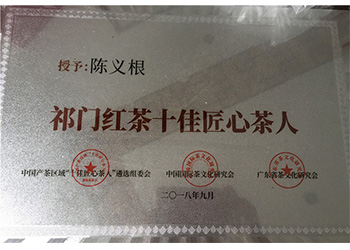 授予：陈义根
祁门红茶十佳匠心茶人
中国产茶区域“十佳匠心茶人”遴选组委会 中国国际茶文化研究会 广东省茶文化研究会
二〇一八年九月